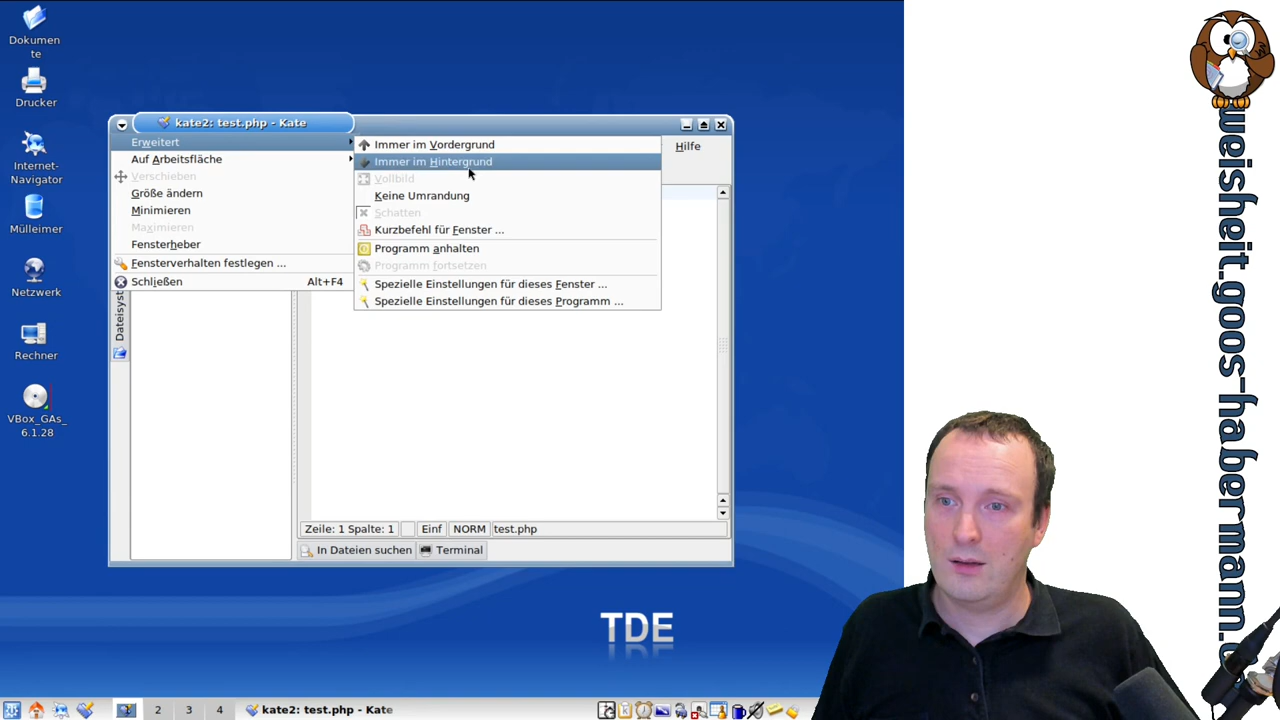 Dokumen
te
Drucker
Internet-
Navigator
Mülleimer
Netzwerk
Rechner
VBox_GAs_
6.1.28
kate2: test.php - Kate
Erweitert
Auf Arbeitsfläche
Verschieben
Größe ändern
Minimieren
Maximieren
Fensterheber
Fensterverhalten festlegen ...
Schließen Alt+F4
Immer im Vordergrund
Immer im Hintergrund
Vollbild
Keine Umrandung
Schatten
Kurzbefehl für Fenster ...
Programm anhalten
Programm fortsetzen
Spezielle Einstellungen für dieses Fenster ...
Spezielle Einstellungen für dieses Programm ...
Hilfe
Zeile: 1 Spalte: 1 Einf NORM test.php
In Dateien suchen Terminal
TDE
2 3 4 kate2: test.php - Kate
weisheit.goos-habermann.